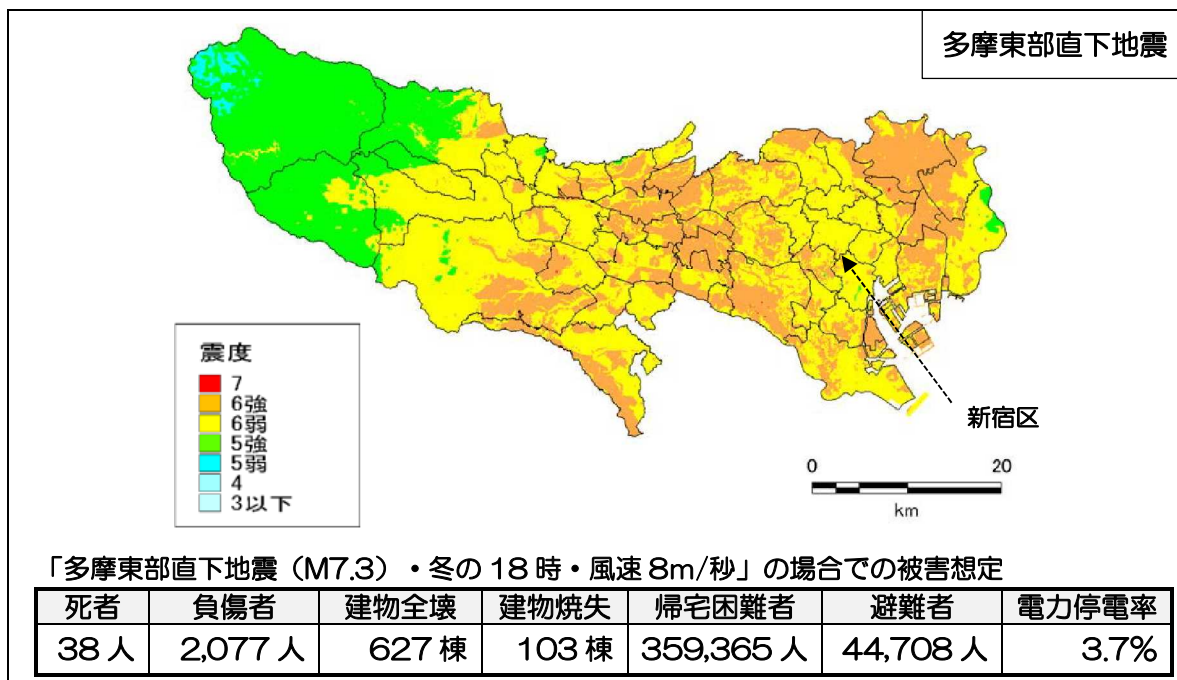 多摩東部直下地震
震度
7
6強
6弱
5強
5弱
4
3以下
新宿区
0 20
km
「多摩東部直下地震（M7.3）・冬の18時・風速8m/秒」の場合での被害想定
死者 負傷者 建物全壊 建物焼失 帰宅困難者 避難者 電力停電率
38人 2,077人 627棟 103棟 359,365人 44,708人 3.7%